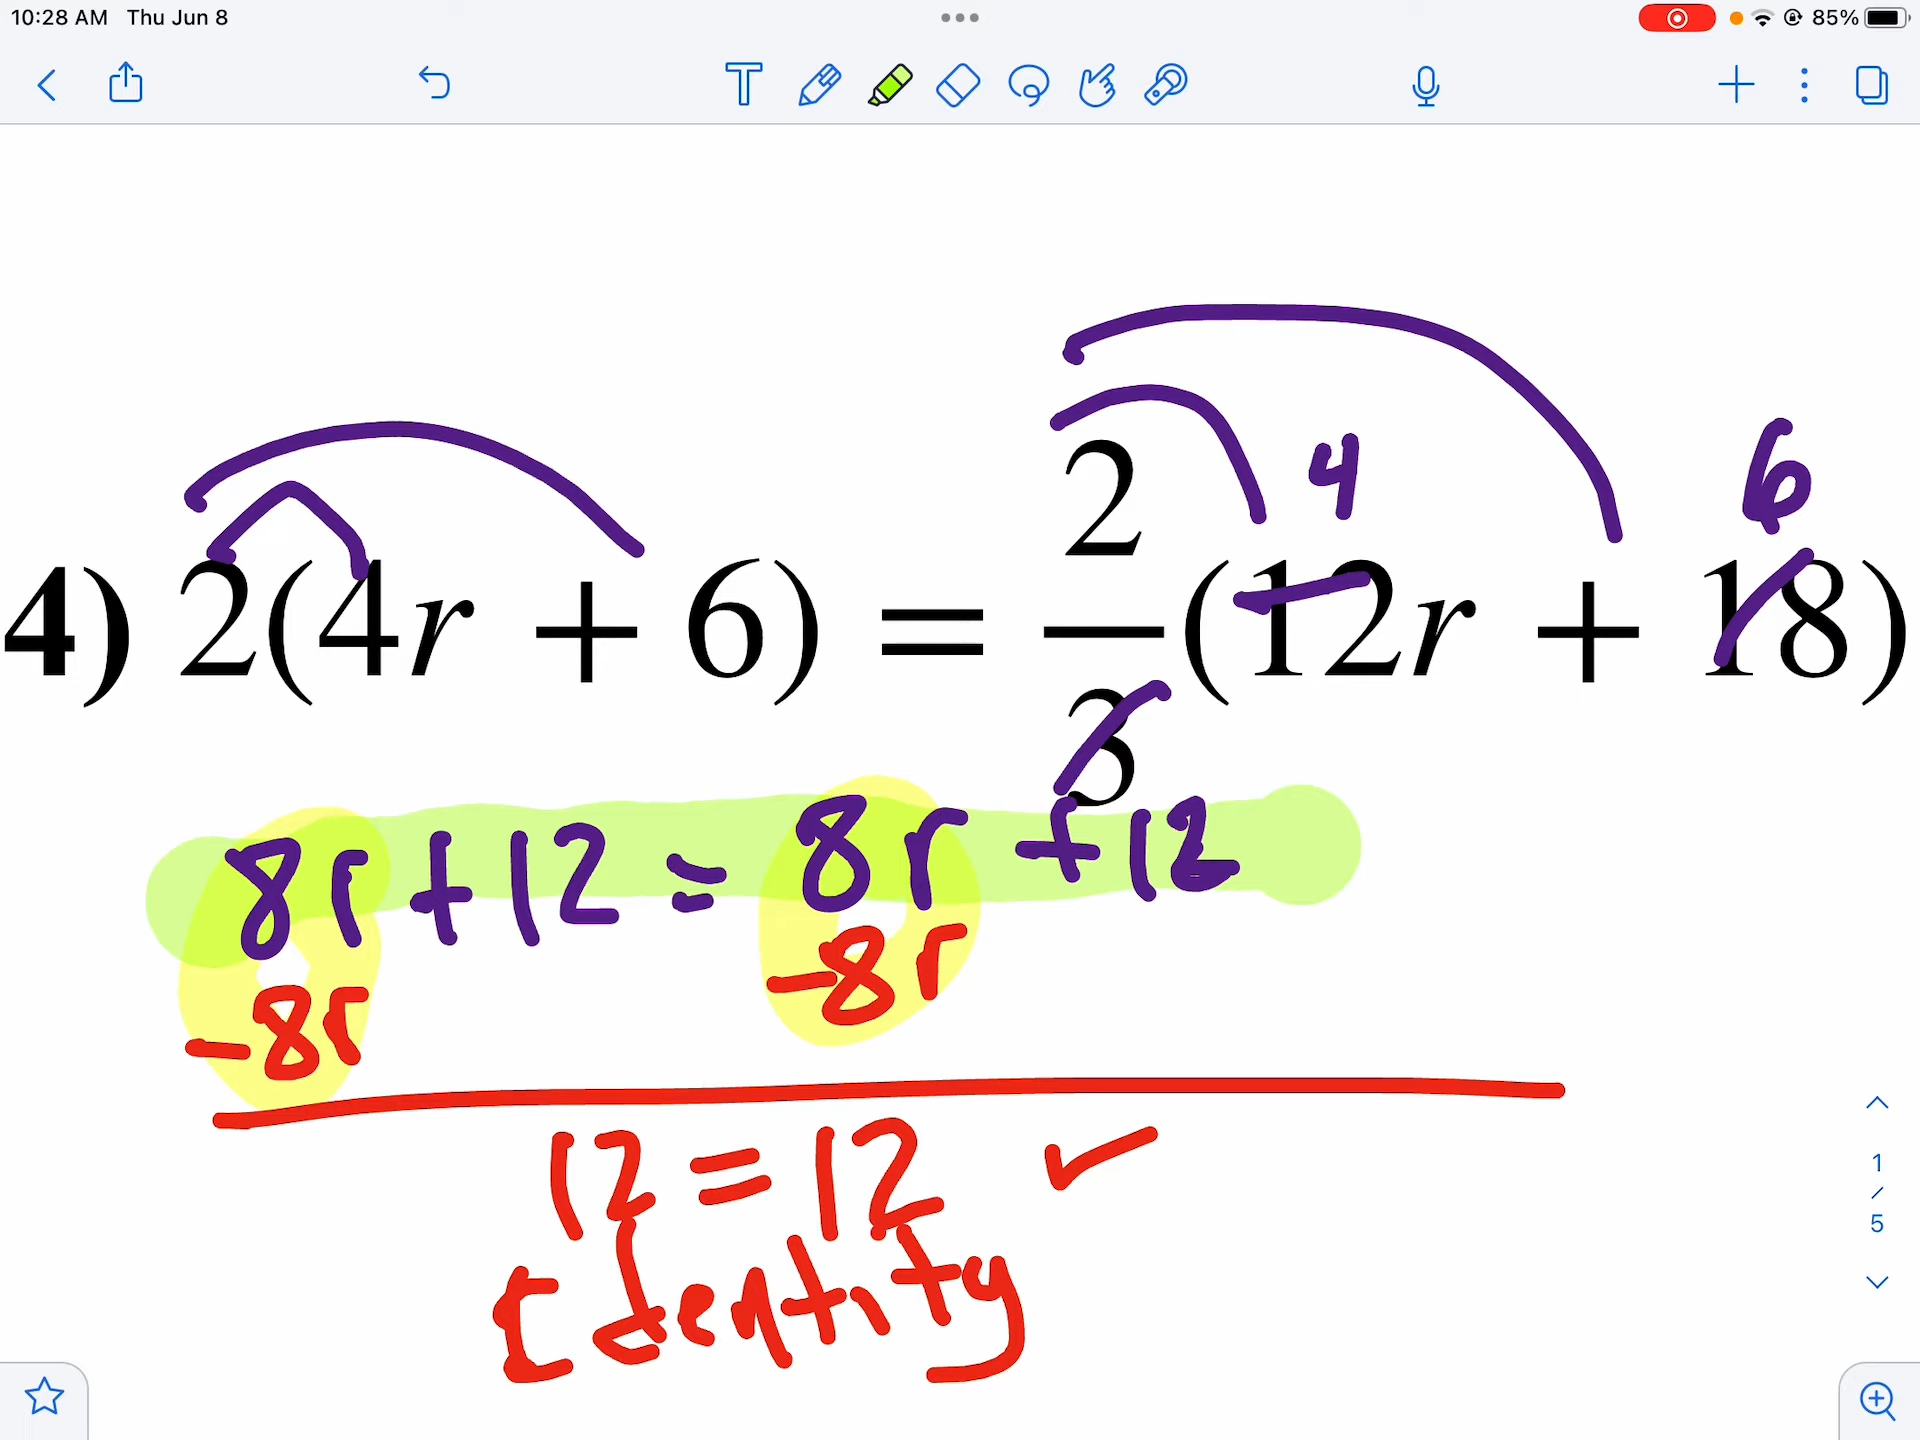 10:28 AM Thu Jun 8
85%
T
4 6
4) 2(4r + 6) = 2/3 (12r + 18)
8r + 12 = 8r + 12
-8r -8r
12 = 12 ✓
Identity
1
/
5